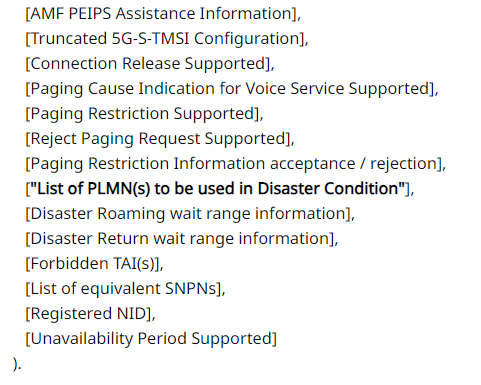 [AMF PEIPS Assistance Information],
[Truncated 5G-S-TMSI Configuration],
[Connection Release Supported],
[Paging Cause Indication for Voice Service Supported],
[Paging Restriction Supported],
[Reject Paging Request Supported],
[Paging Restriction Information acceptance / rejection],
["List of PLMN(s) to be used in Disaster Condition"],
[Disaster Roaming wait range information],
[Disaster Return wait range information],
[Forbidden TAI(s)],
[List of equivalent SNPNs],
[Registered NID],
[Unavailability Period Supported]
).